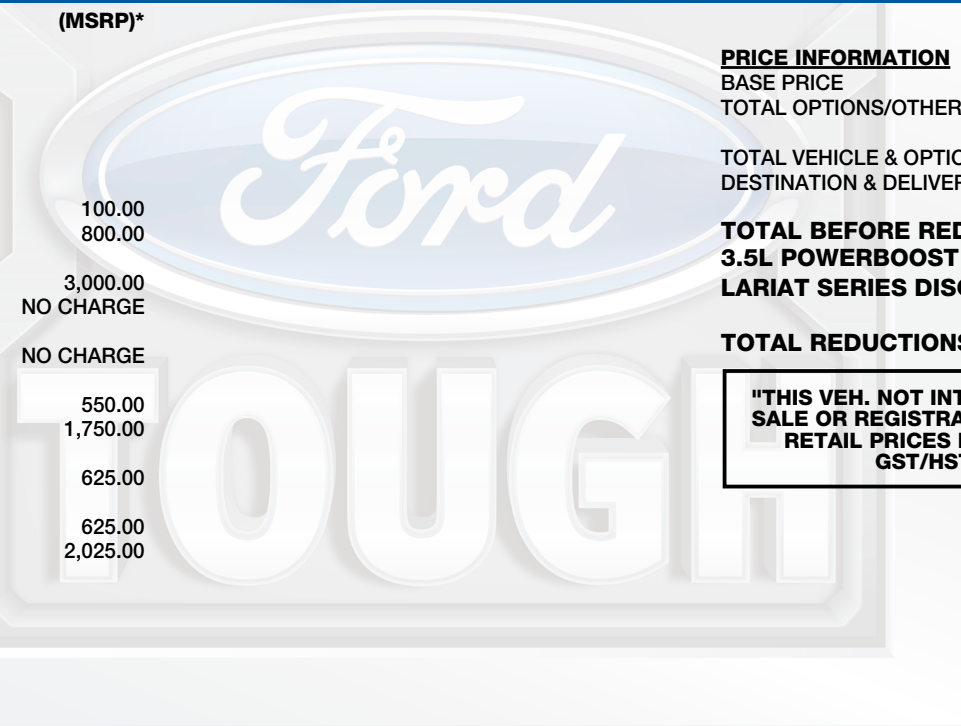 (MSRP)*
100.00
800.00
3,000.00
NO CHARGE
NO CHARGE
550.00
1,750.00
625.00
625.00
2,025.00
PRICE INFORMATION
BASE PRICE
TOTAL OPTIONS/OTHER
TOTAL VEHICLE & OPTIO
DESTINATION & DELIVER
TOTAL BEFORE RED
3.5L POWERBOOST
LARIAT SERIES DISC
TOTAL REDUCTIONS
"THIS VEH. NOT INT
SALE OR REGISTRA
RETAIL PRICES
GST/HST
Ford
TOUGH